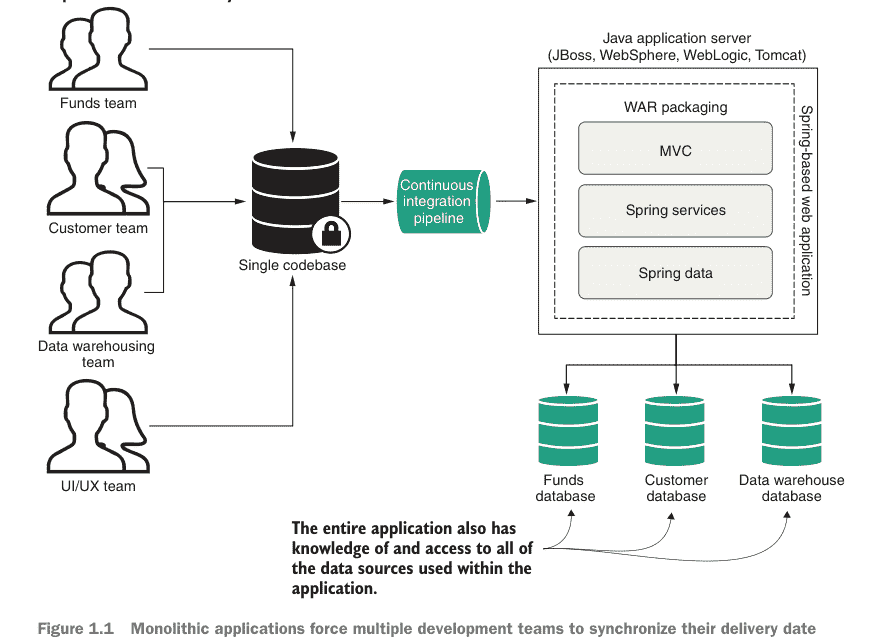 Java application server
(JBoss, WebSphere, WebLogic, Tomcat)
Funds team
WAR packaging
MVC
Spring services
Spring data
Spring-based web application
Continuous
integration
pipeline
Customer team
Single codebase
Data warehousing
team
UI/UX team
Funds
database
Customer
database
Data warehouse
database
The entire application also has
knowledge of and access to all of
the data sources used within the
application.
Figure 1.1 Monolithic applications force multiple development teams to synchronize their delivery date